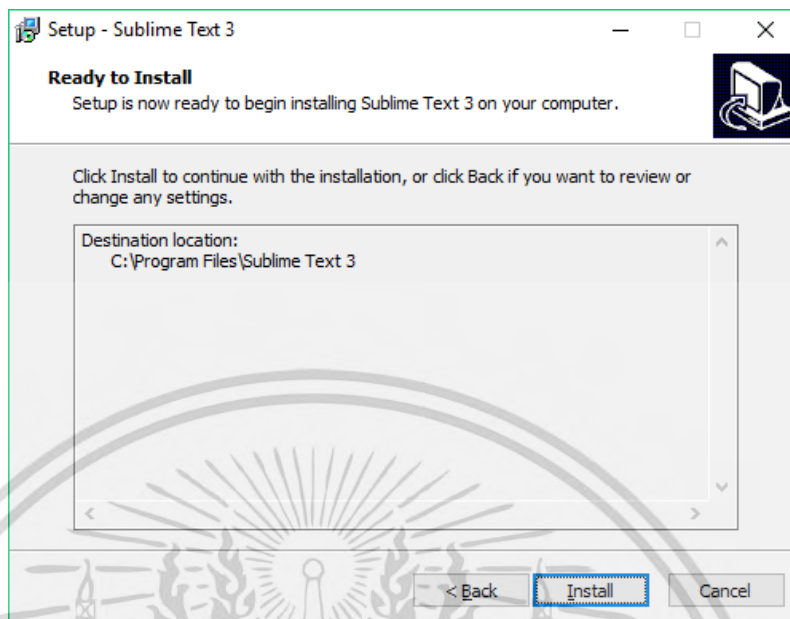 Setup - Sublime Text 3
Ready to Install
Setup is now ready to begin installing Sublime Text 3 on your computer.
Click Install to continue with the installation, or click Back if you want to review or
change any settings.
Destination location:
C:\Program Files\Sublime Text 3
< Back
Install
Cancel